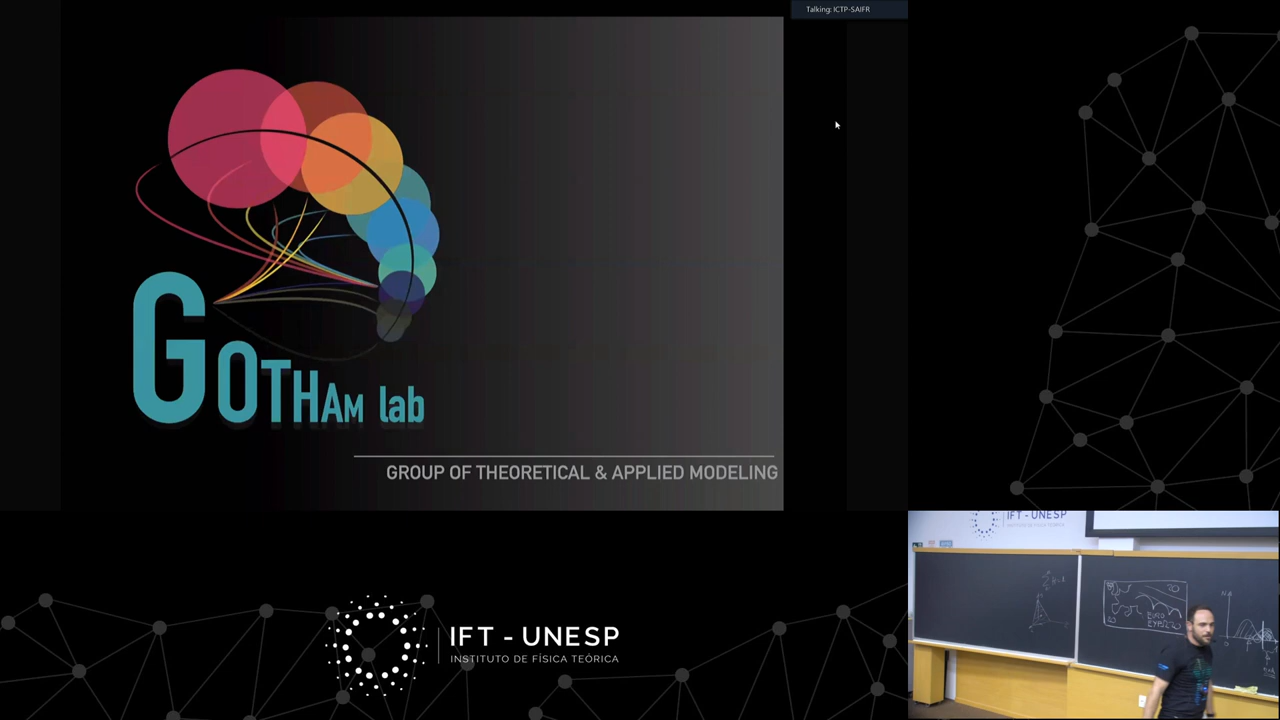 Talking: ICTP-SAIFR
GOTHAM lab
GROUP OF THEORETICAL & APPLIED MODELING
IFT - UNESP
IFT - UNESP
INSTITUTO DE FÍSICA TEÓRICA